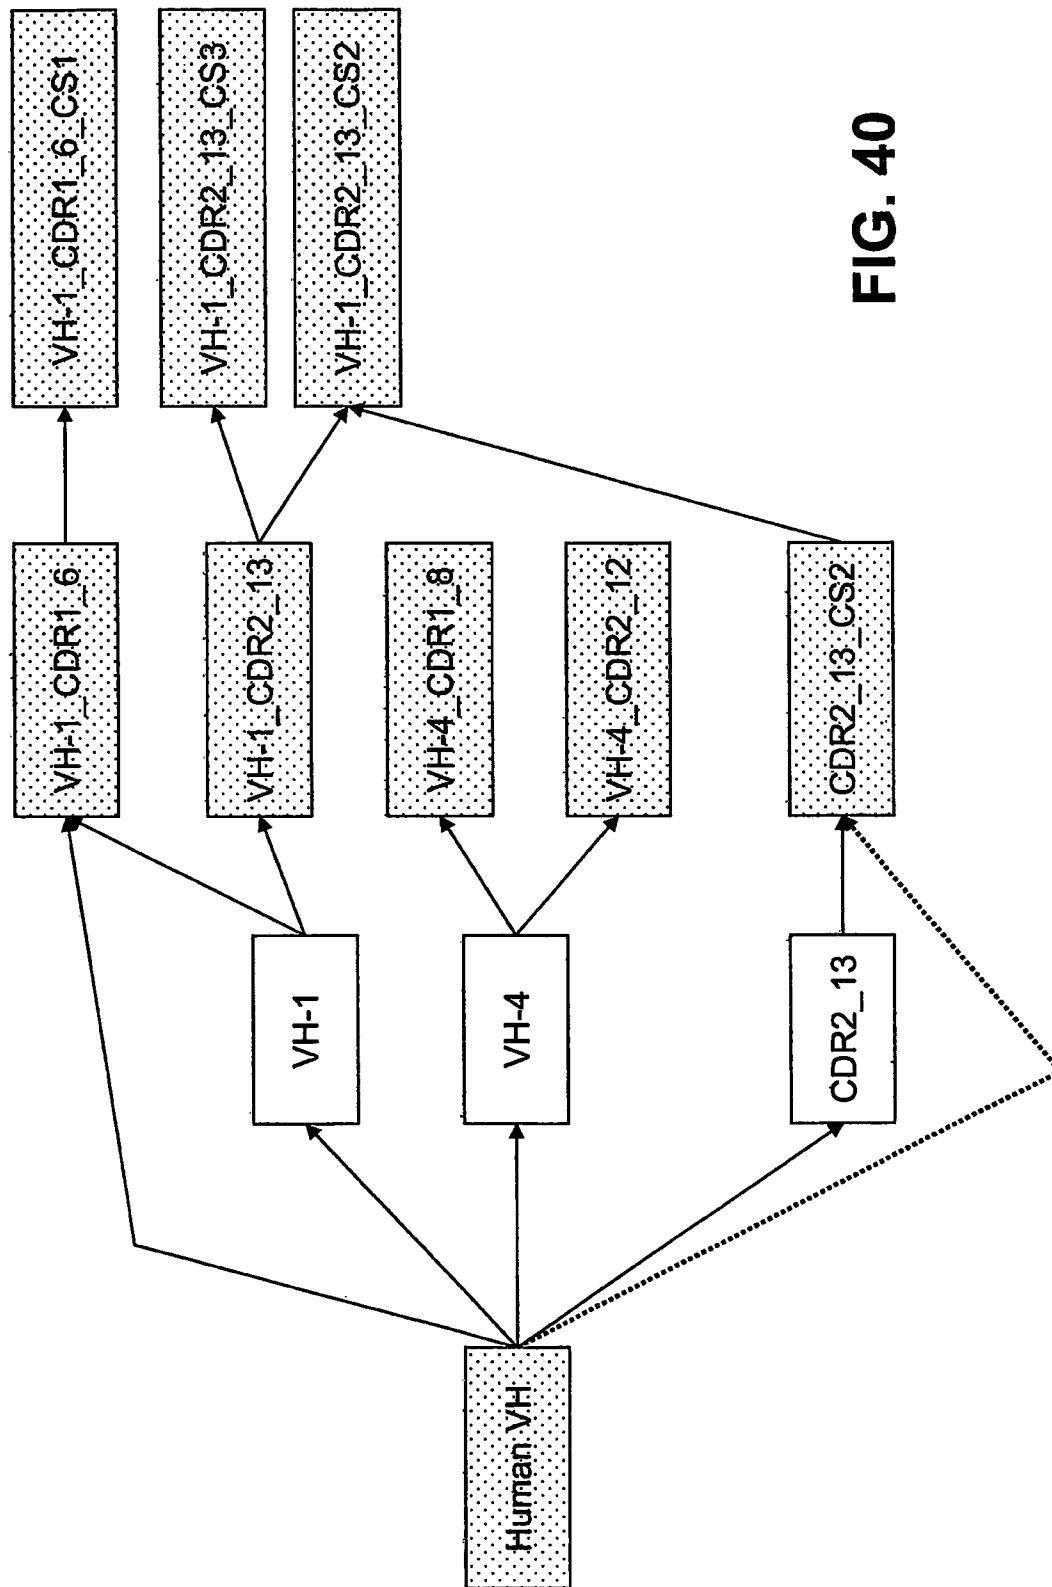 Human VH
VH-1
VH-4
CDR2_13
VH-1_CDR1_6
VH-1_CDR2_13
VH-4_CDR1_8
VH-4_CDR2_12
CDR2_13_CS2
VH-1_CDR1_6_CS1
VH-1_CDR2_13_CS3
VH-1_CDR2_13_CS2
FIG. 40